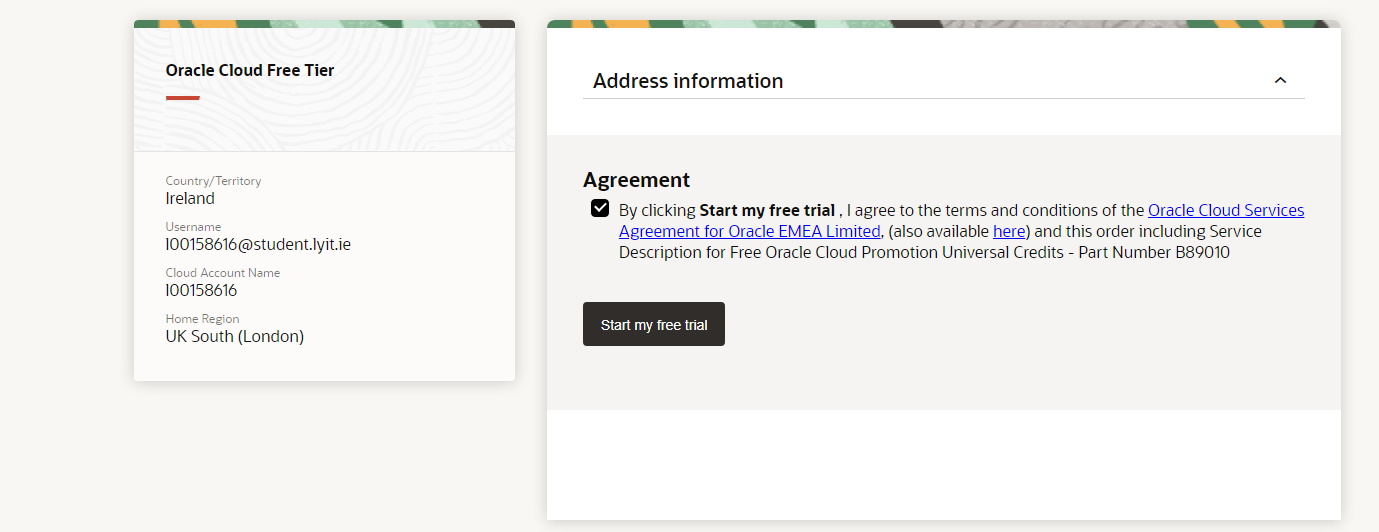 Oracle Cloud Free Tier
Country/Territory
Ireland
Username
l00158616@student.lyit.ie
Cloud Account Name
l00158616
Home Region
UK South (London)
Address information
Agreement
By clicking Start my free trial , I agree to the terms and conditions of the Oracle Cloud Services
Agreement for Oracle EMEA Limited, (also available here) and this order including Service
Description for Free Oracle Cloud Promotion Universal Credits - Part Number B89010
Start my free trial